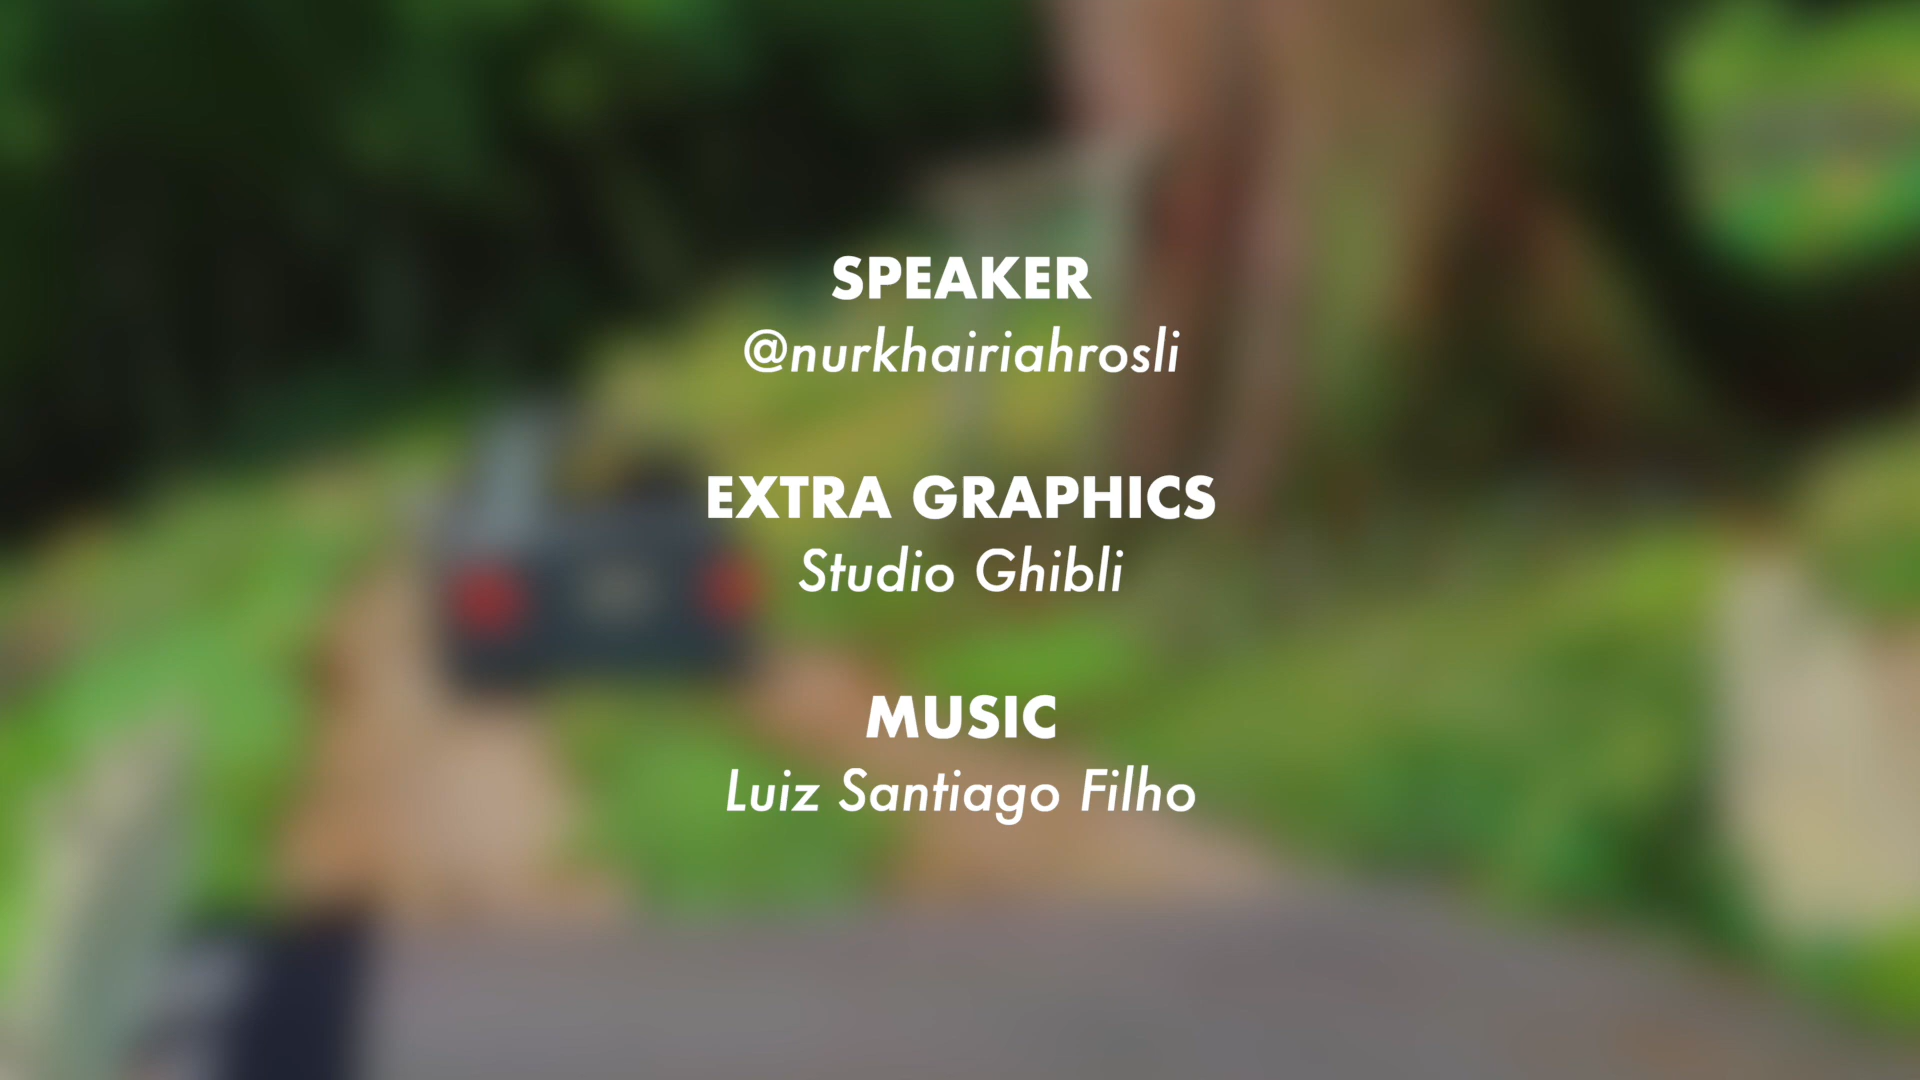 SPEAKER
@nurkhairiahrosli
EXTRA GRAPHICS
Studio Ghibli
MUSIC
Luiz Santiago Filho